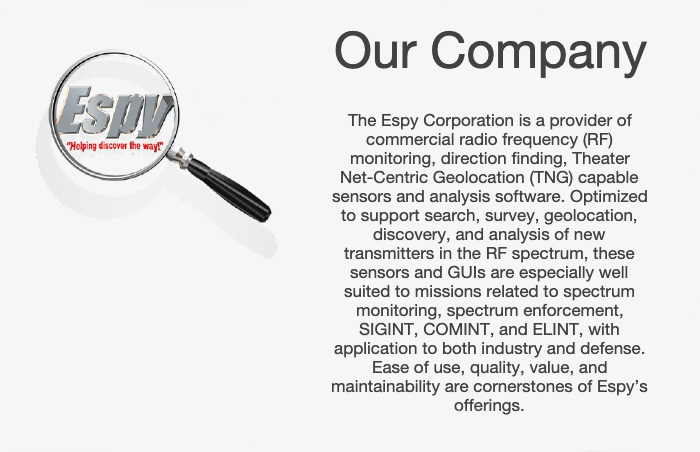 Our Company
Espy
"Helping discover the way!"
The Espy Corporation is a provider of
commercial radio frequency (RF)
monitoring, direction finding, Theater
Net-Centric Geolocation (TNG) capable
sensors and analysis software. Optimized
to support search, survey, geolocation,
discovery, and analysis of new
transmitters in the RF spectrum, these
sensors and GUIs are especially well
suited to missions related to spectrum
monitoring, spectrum enforcement,
SIGINT, COMINT, and ELINT, with
application to both industry and defense.
Ease of use, quality, value, and
maintainability are cornerstones of Espy’s
offerings.